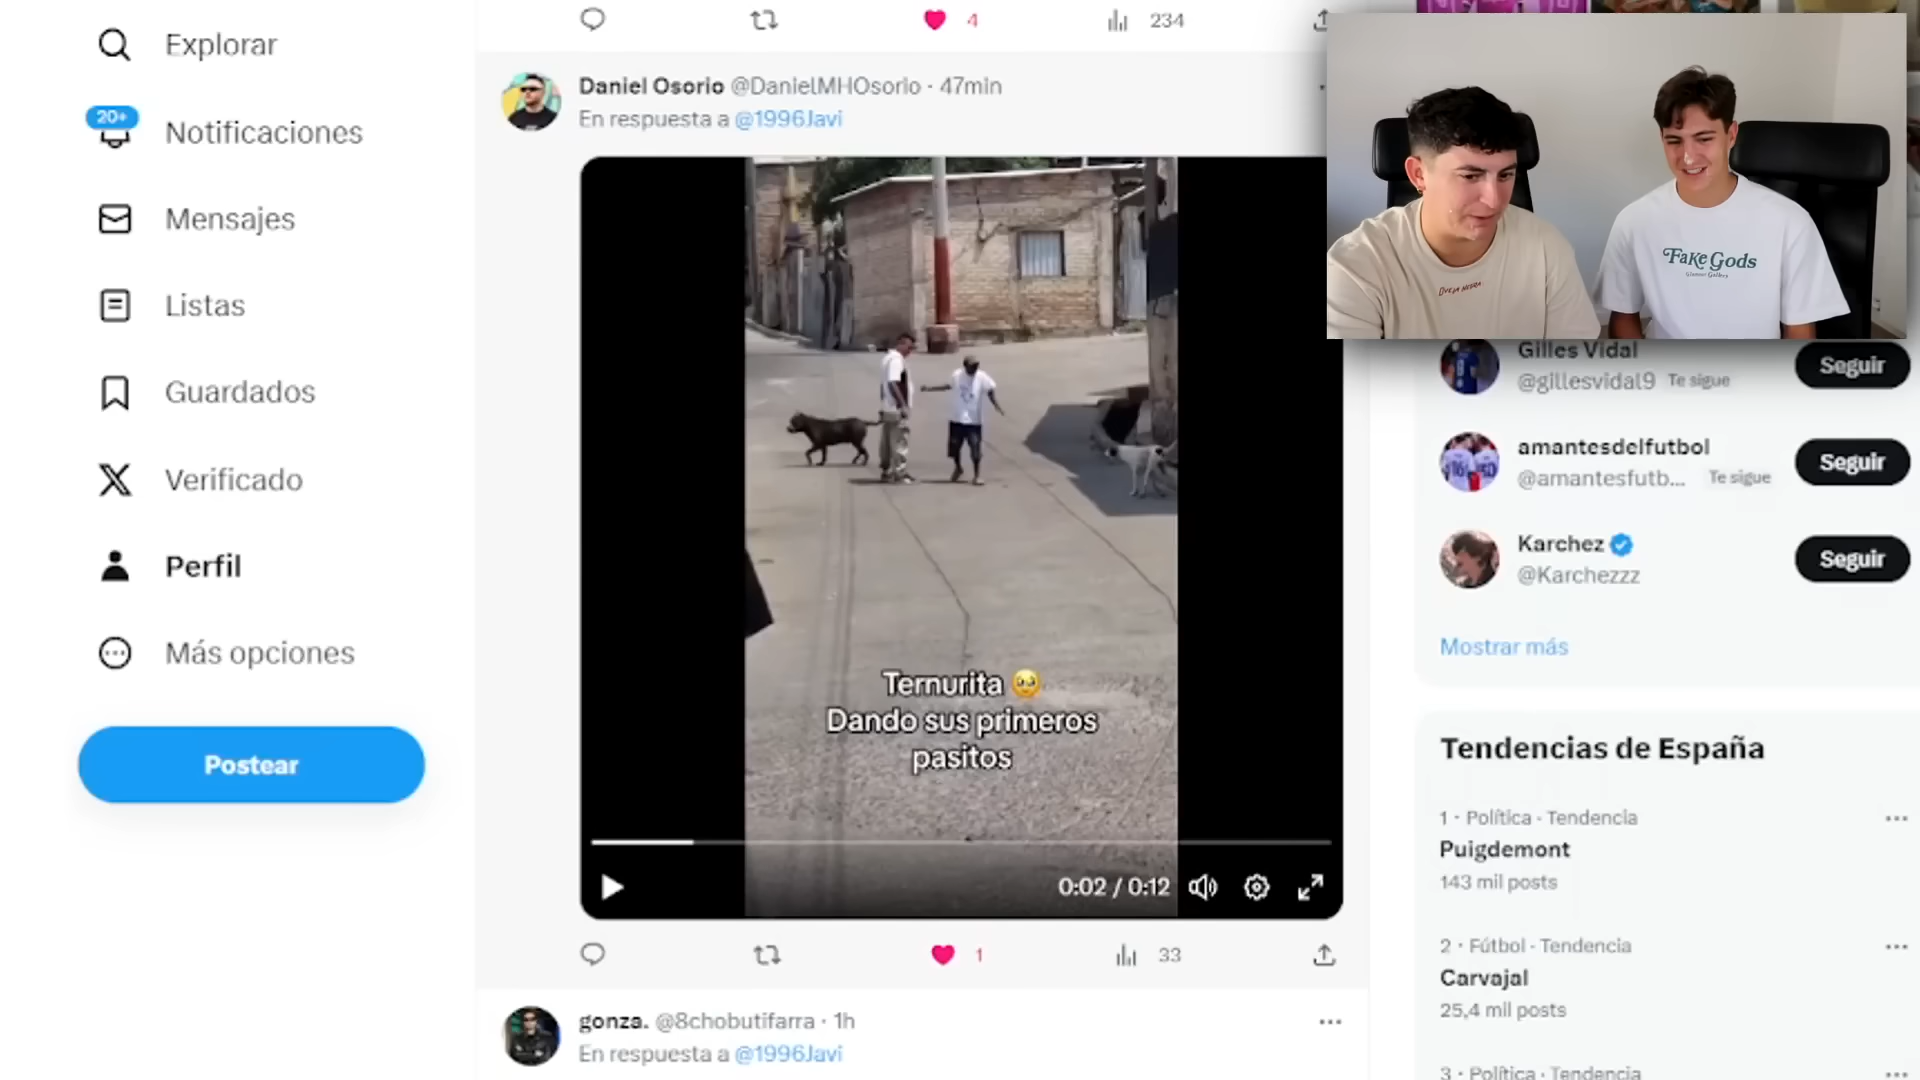 Explorar
20+
Notificaciones
Mensajes
Listas
Guardados
Verificado
Perfil
Más opciones
Postear
4
234
Daniel Osorio @DanielMHOsorio · 47min
En respuesta a @1996Javi
Ternurita 🥹
Dando sus primeros
pasitos
0:02 / 0:12
1
33
gonza. @8chobutifarra · 1h
En respuesta a @1996Javi
OVEJA NEGRA
Fake Gods
Gilles Vidal
@gillesvidal9 Te sigue
Seguir
amantesdelfutbol
@amantesfutb... Te sigue
Seguir
Karchez
@Karchezzz
Seguir
Mostrar más
Tendencias de España
1 · Política · Tendencia
Puigdemont
143 mil posts
2 · Fútbol · Tendencia
Carvajal
25,4 mil posts
3 · Política · Tendencia